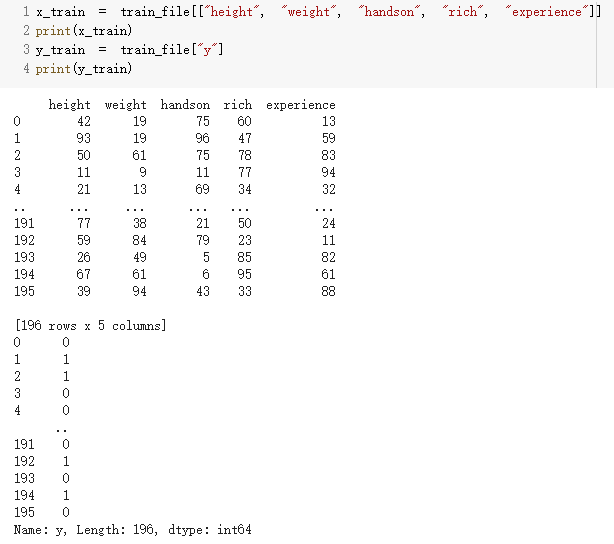 1 x_train = train_file[["height", "weight", "handson", "rich", "experience"]]
2 print(x_train)
3 y_train = train_file["y"]
4 print(y_train)
height weight handson rich experience
0 42 19 75 60 13
1 93 19 96 47 59
2 50 61 75 78 83
3 11 9 11 77 94
4 21 13 69 34 32
.. ... ... ... ... ...
191 77 38 21 50 24
192 59 84 79 23 11
193 26 49 5 85 82
194 67 61 6 95 61
195 39 94 43 33 88
[196 rows x 5 columns]
0 0
1 1
2 1
3 0
4 0
..
191 0
192 1
193 0
194 1
195 0
Name: y, Length: 196, dtype: int64